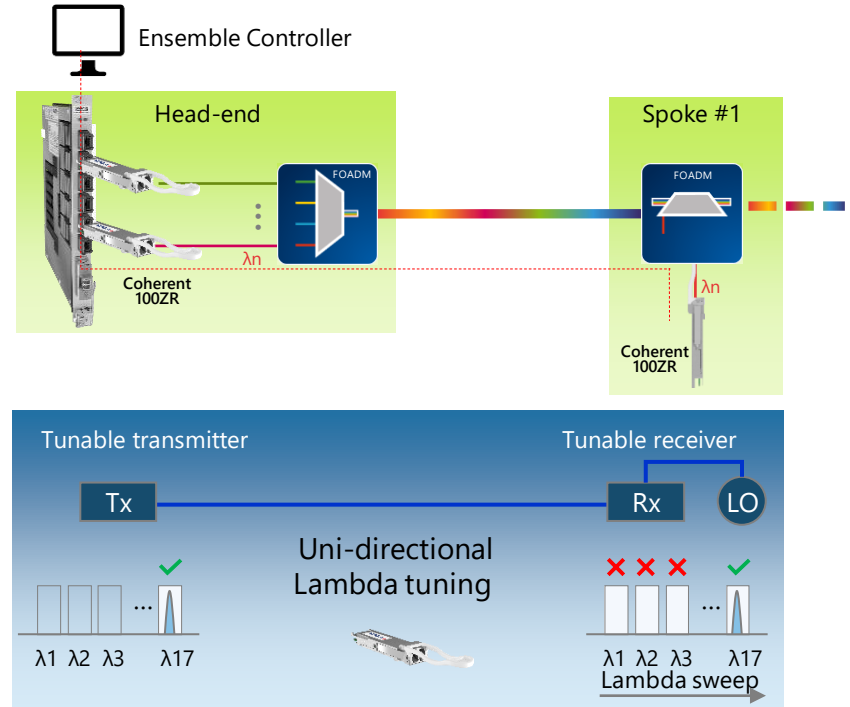 Ensemble Controller
Head-end
Spoke #1
FOADM
FOADM
λn
Coherent
100ZR
λn
Coherent
100ZR
Tunable transmitter
Tunable receiver
Tx
Rx
LO
Uni-directional
Lambda tuning
...
...
λ1 λ2 λ3 λ17
λ1 λ2 λ3 λ17
Lambda sweep